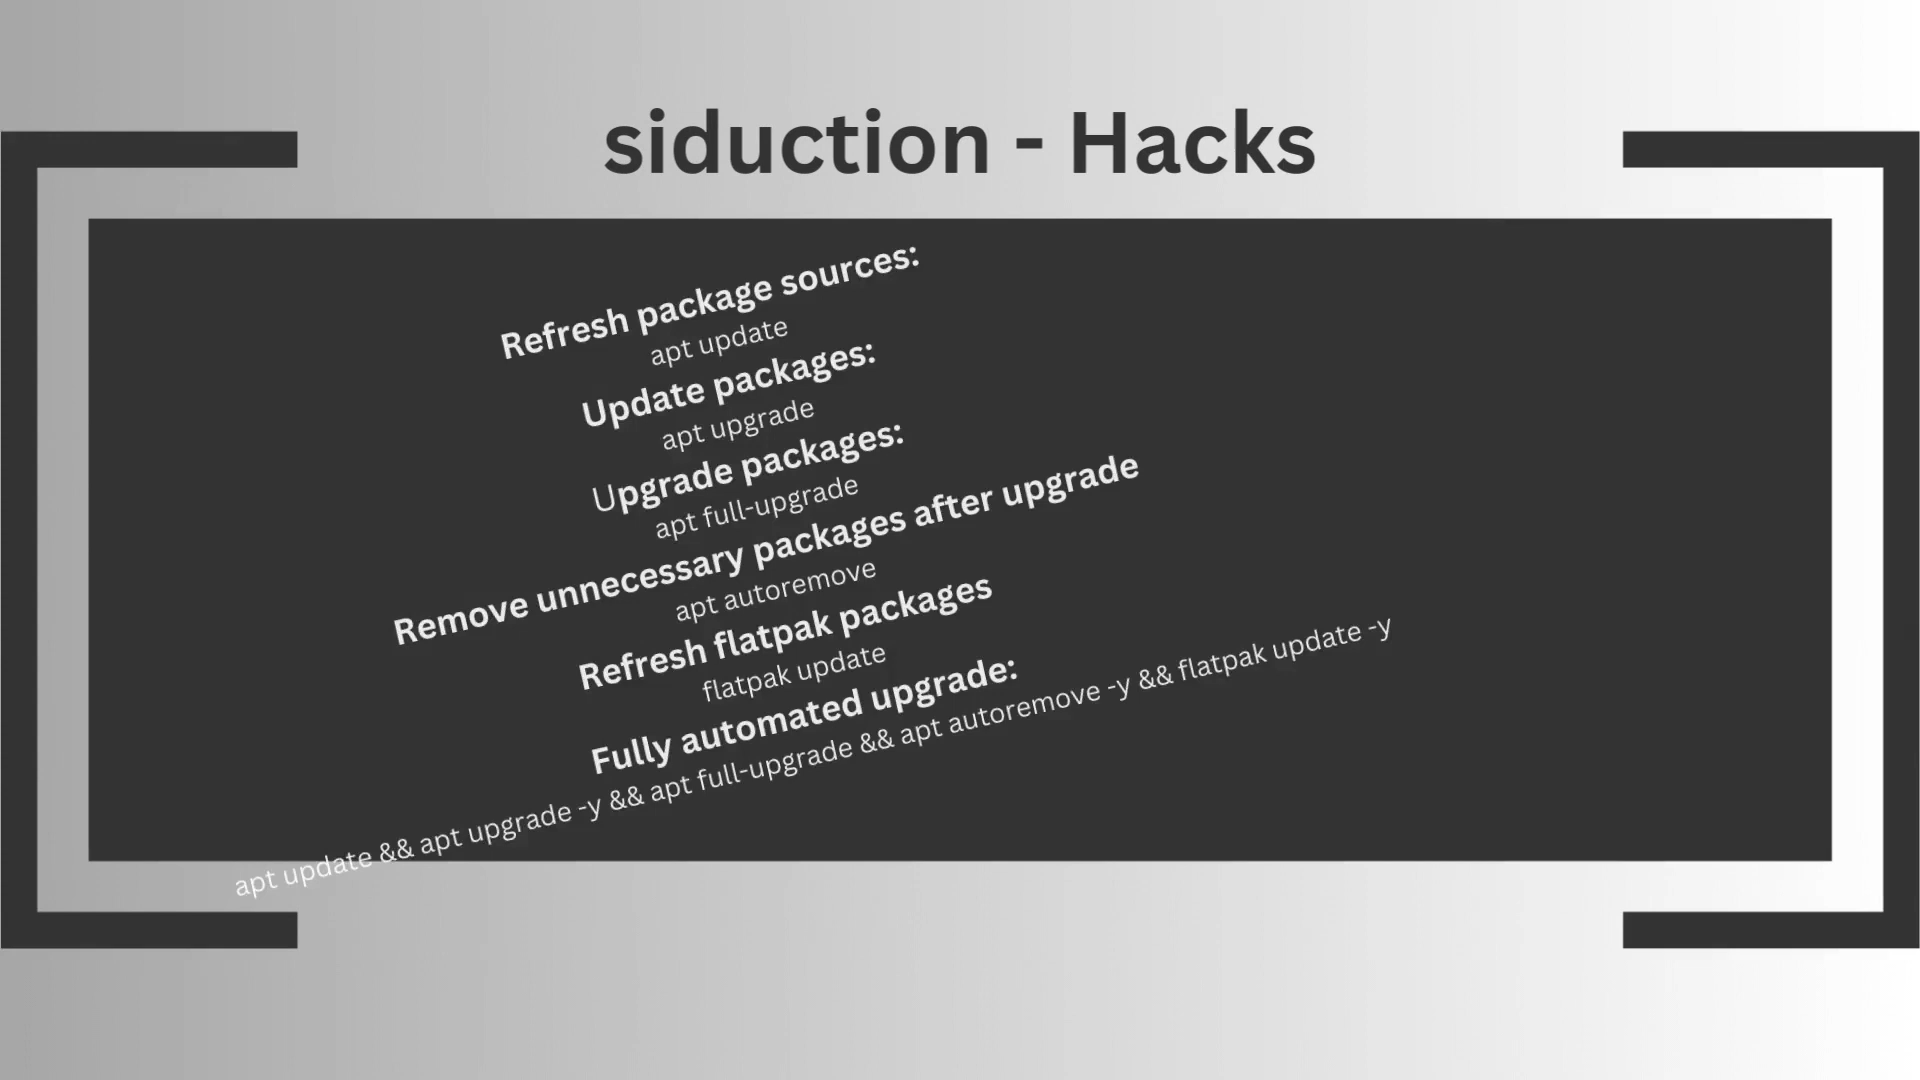 siduction - Hacks
Refresh package sources:
apt update
Update packages:
apt upgrade
Upgrade packages:
apt full-upgrade
Remove unnecessary packages after upgrade
apt autoremove
Refresh flatpak packages
flatpak update
Fully automated upgrade:
apt update && apt upgrade -y && apt full-upgrade && apt autoremove -y && flatpak update -y